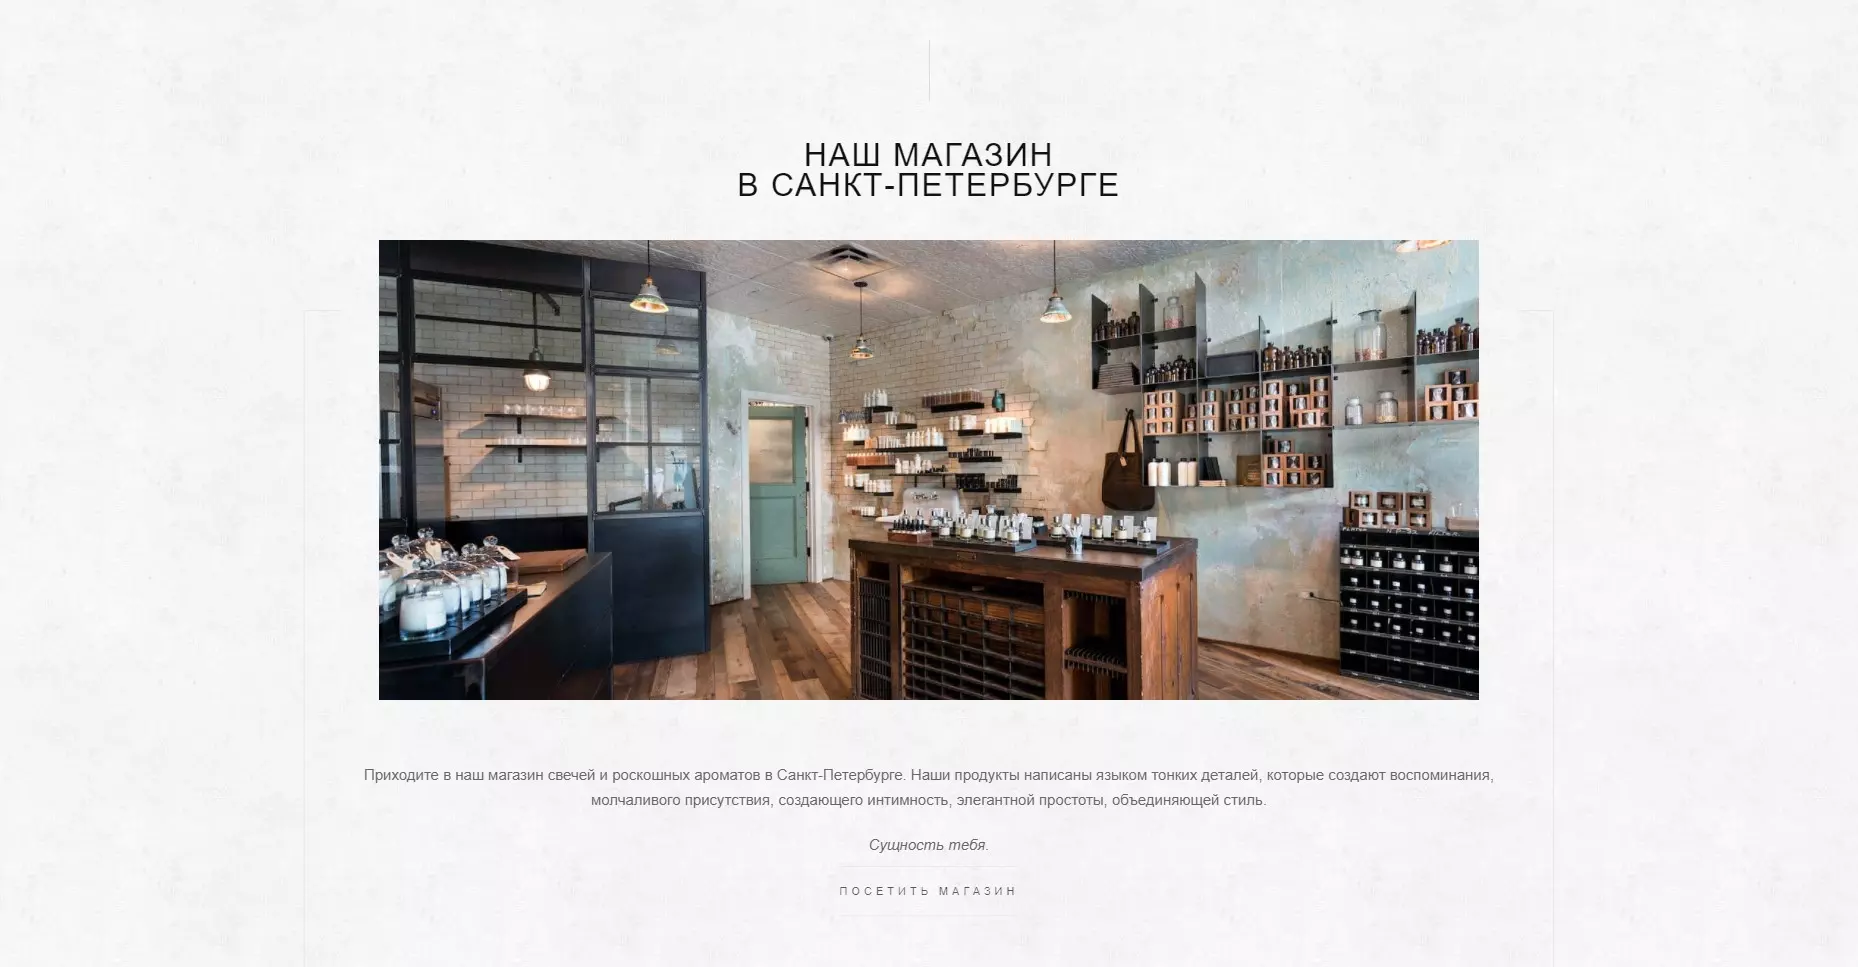 НАШ МАГАЗИН
В САНКТ-ПЕТЕРБУРГЕ
Приходите в наш магазин свечей и роскошных ароматов в Санкт-Петербурге. Наши продукты написаны языком тонких деталей, которые создают воспоминания,
молчаливого присутствия, создающего интимность, элегантной простоты, объединяющей стиль.
Сущность тебя.
ПОСЕТИТЬ МАГАЗИН